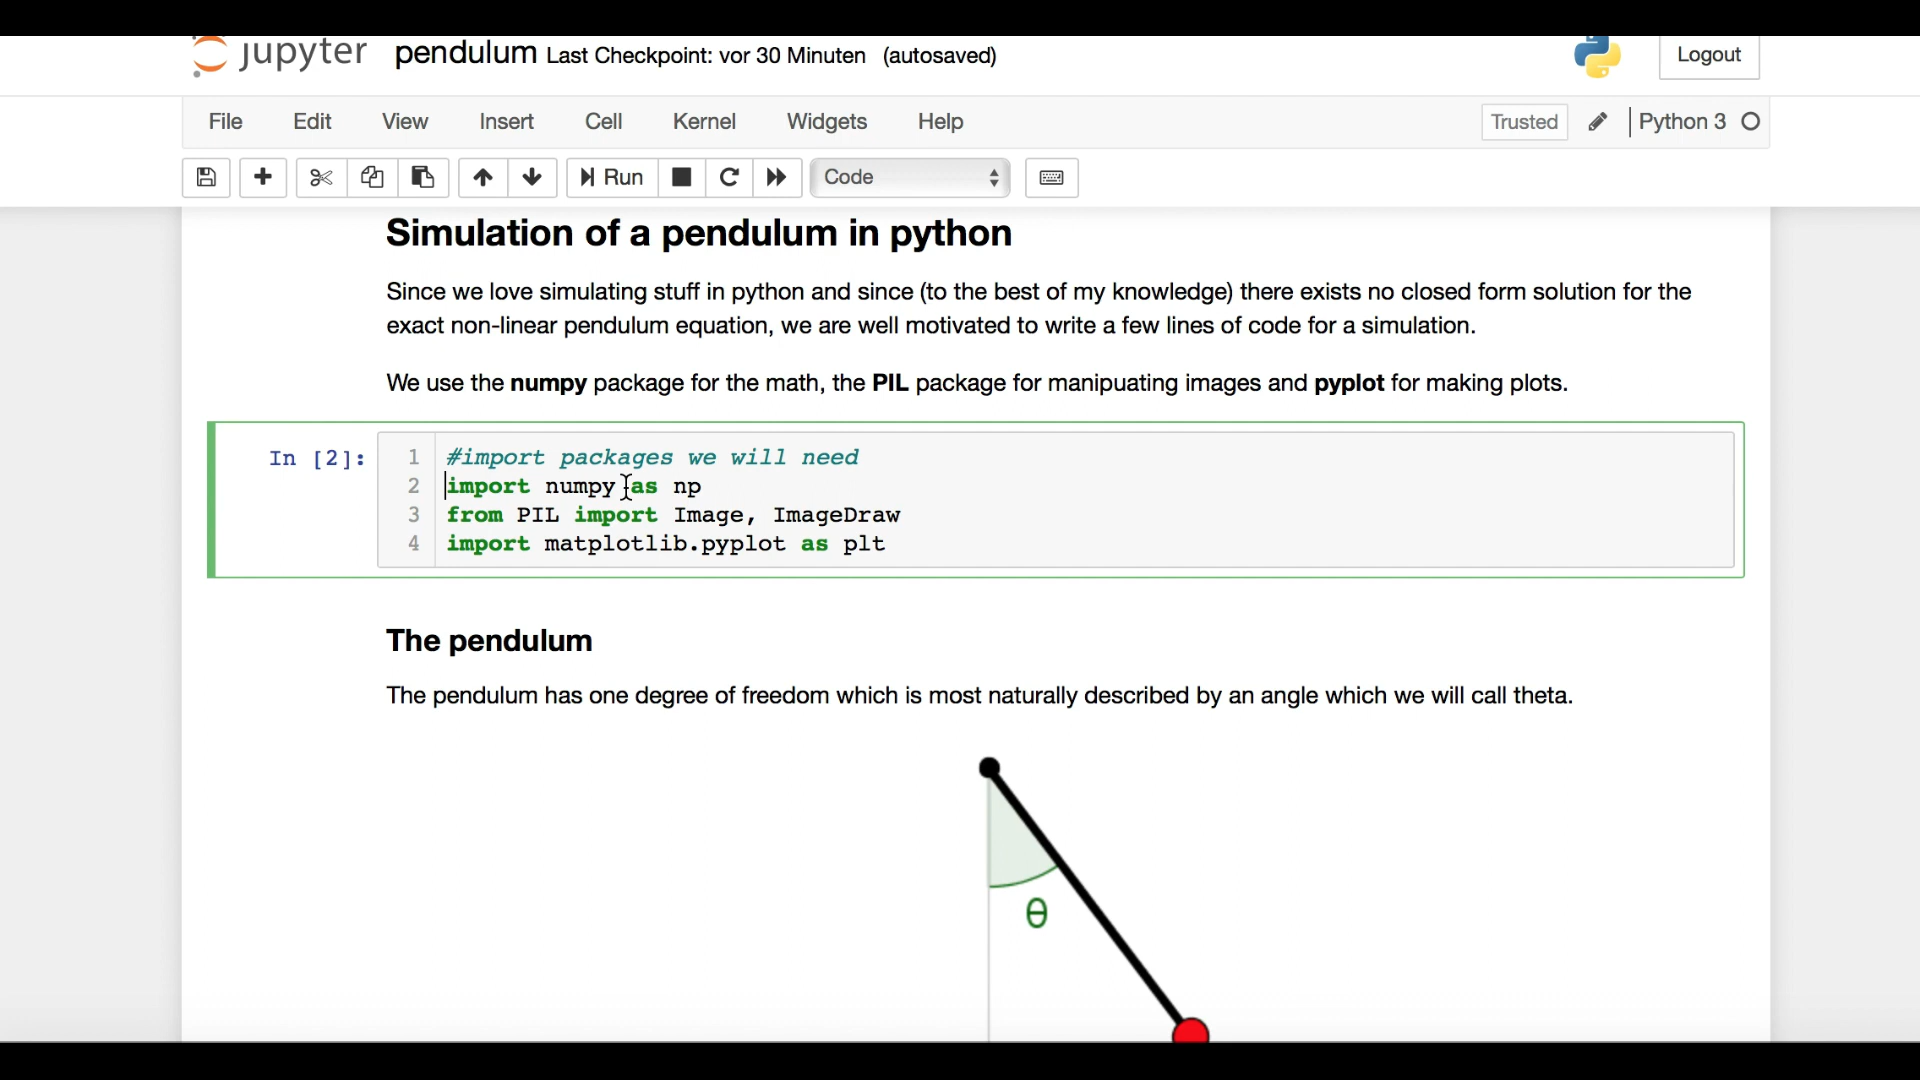 jupyter pendulum Last Checkpoint: vor 30 Minuten (autosaved) Logout
File Edit View Insert Cell Kernel Widgets Help Trusted Python 3
Run Code
Simulation of a pendulum in python
Since we love simulating stuff in python and since (to the best of my knowledge) there exists no closed form solution for the
exact non-linear pendulum equation, we are well motivated to write a few lines of code for a simulation.
We use the numpy package for the math, the PIL package for manipuating images and pyplot for making plots.
In [2]: 1 #import packages we will need
2 import numpy as np
3 from PIL import Image, ImageDraw
4 import matplotlib.pyplot as plt
The pendulum
The pendulum has one degree of freedom which is most naturally described by an angle which we will call theta.
θ